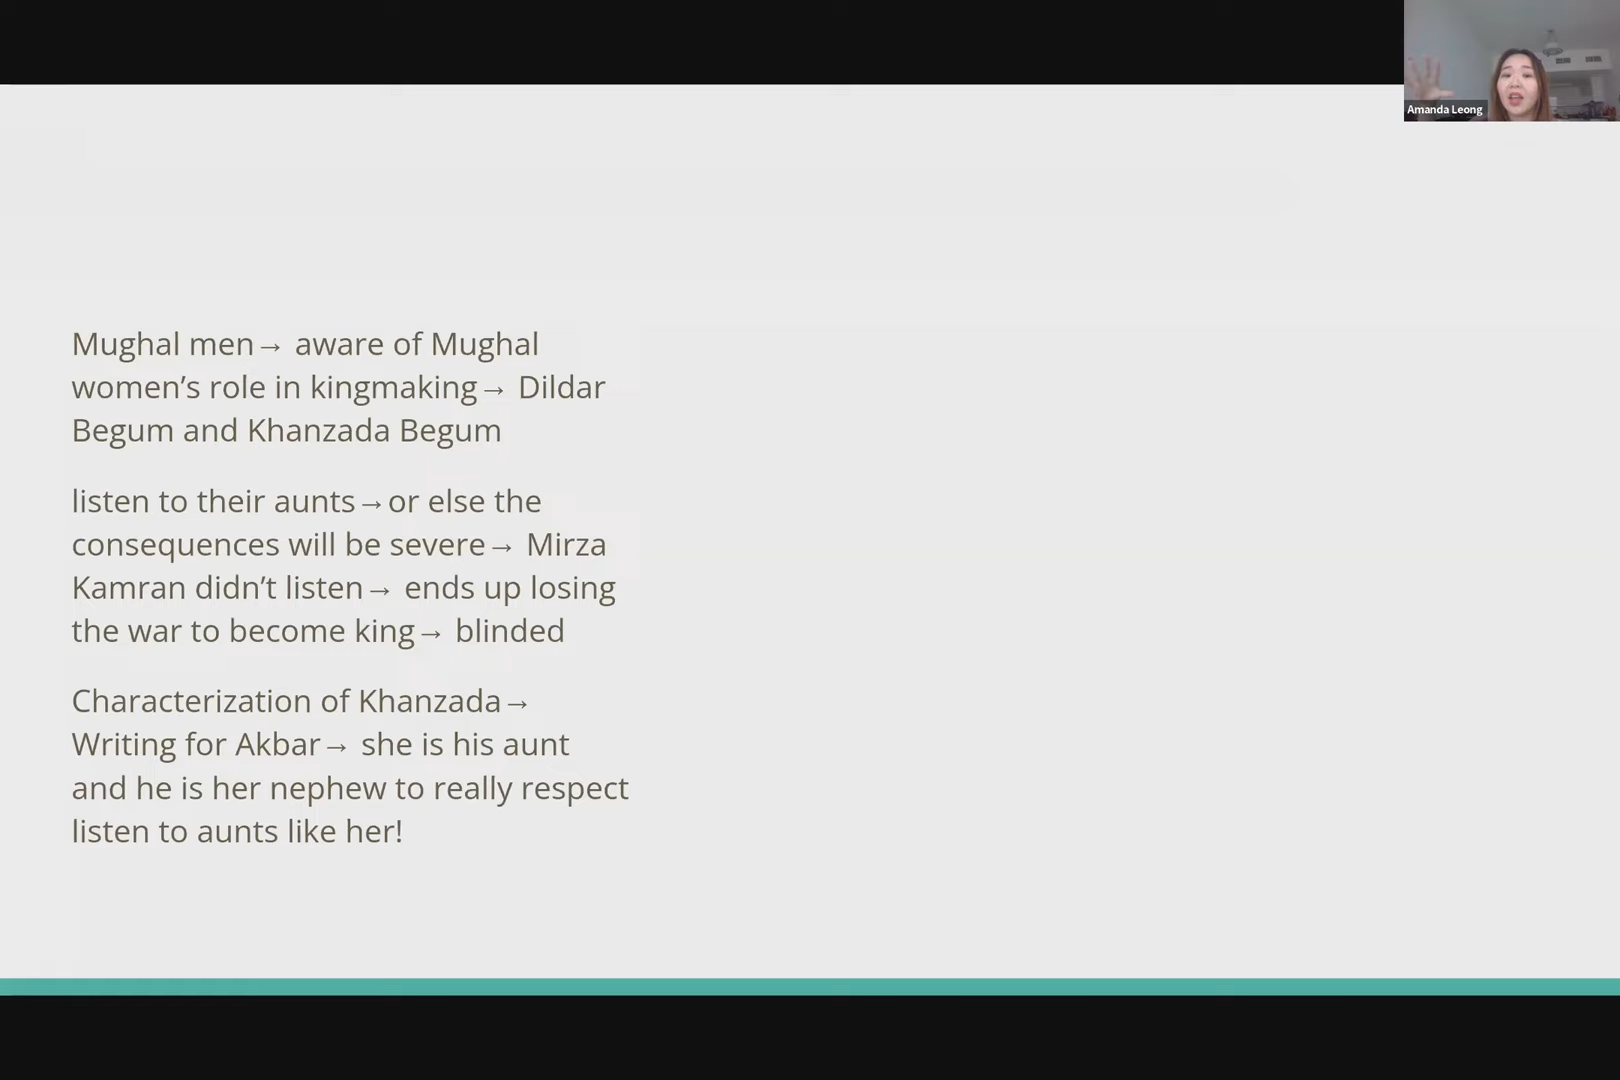 Amanda Leong
Mughal men→ aware of Mughal
women’s role in kingmaking→ Dildar
Begum and Khanzada Begum
listen to their aunts→or else the
consequences will be severe→ Mirza
Kamran didn’t listen→ ends up losing
the war to become king→ blinded
Characterization of Khanzada→
Writing for Akbar→ she is his aunt
and he is her nephew to really respect
listen to aunts like her!